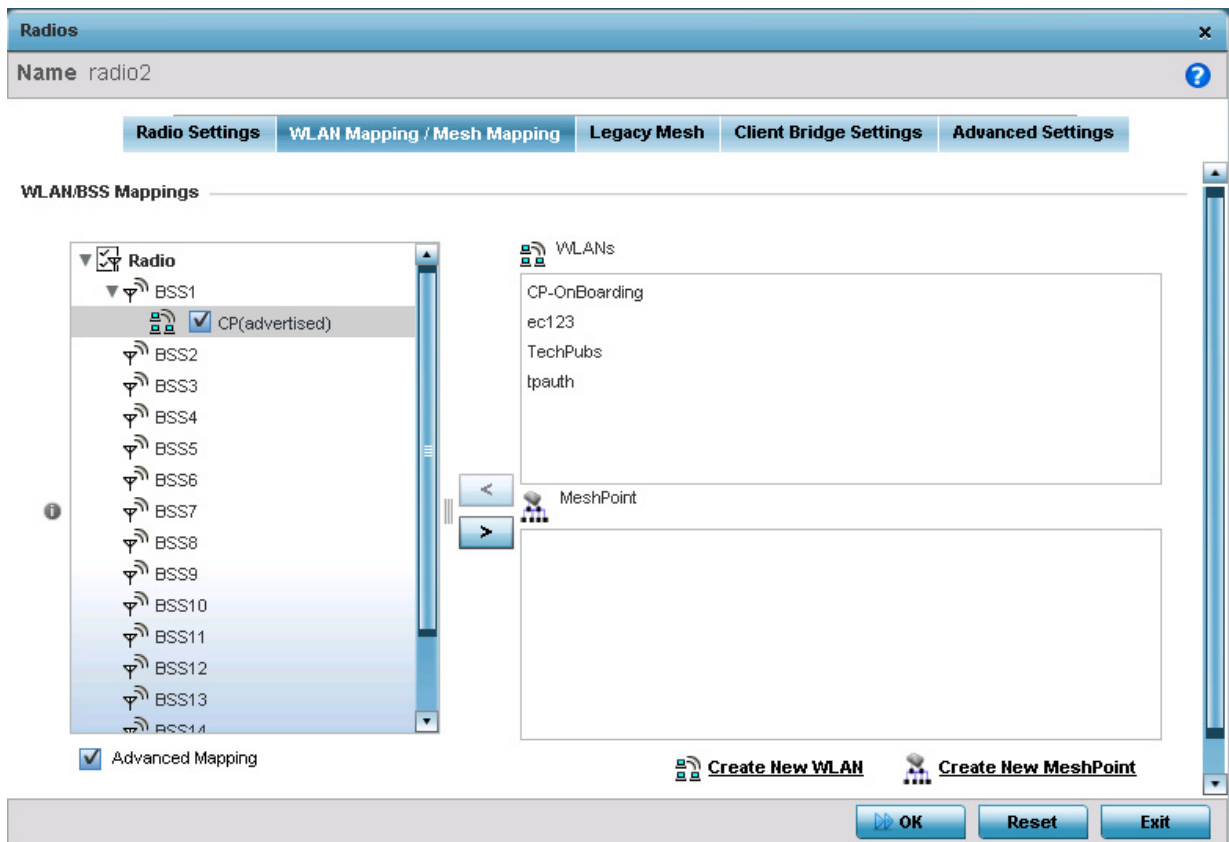 Radios
Name radio2
Radio Settings
WLAN Mapping / Mesh Mapping
Legacy Mesh
Client Bridge Settings
Advanced Settings
WLAN/BSS Mappings
Radio
BSS1
CP(advertised)
BSS2
BSS3
BSS4
BSS5
BSS6
BSS7
BSS8
BSS9
BSS10
BSS11
BSS12
BSS13
BSS14
Advanced Mapping
<
>
WLANs
CP-OnBoarding
ec123
TechPubs
tpauth
MeshPoint
Create New WLAN
Create New MeshPoint
OK
Reset
Exit